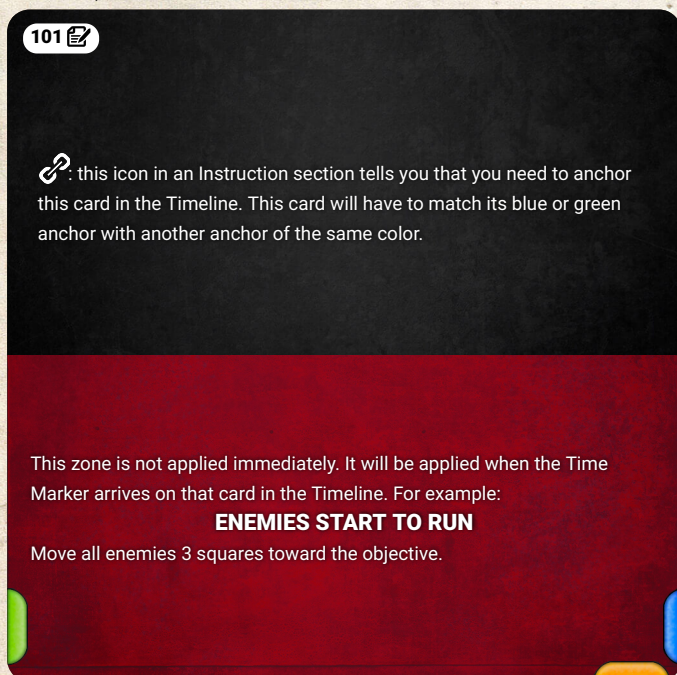 101
: this icon in an Instruction section tells you that you need to anchor
this card in the Timeline. This card will have to match its blue or green
anchor with another anchor of the same color.
This zone is not applied immediately. It will be applied when the Time
Marker arrives on that card in the Timeline. For example:
ENEMIES START TO RUN
Move all enemies 3 squares toward the objective.